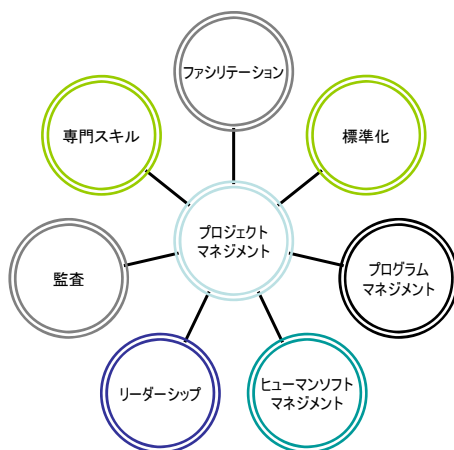 ファシリテーション
専門スキル
標準化
プロジェクト
マネジメント
監査
プログラム
マネジメント
リーダーシップ
ヒューマンソフト
マネジメント